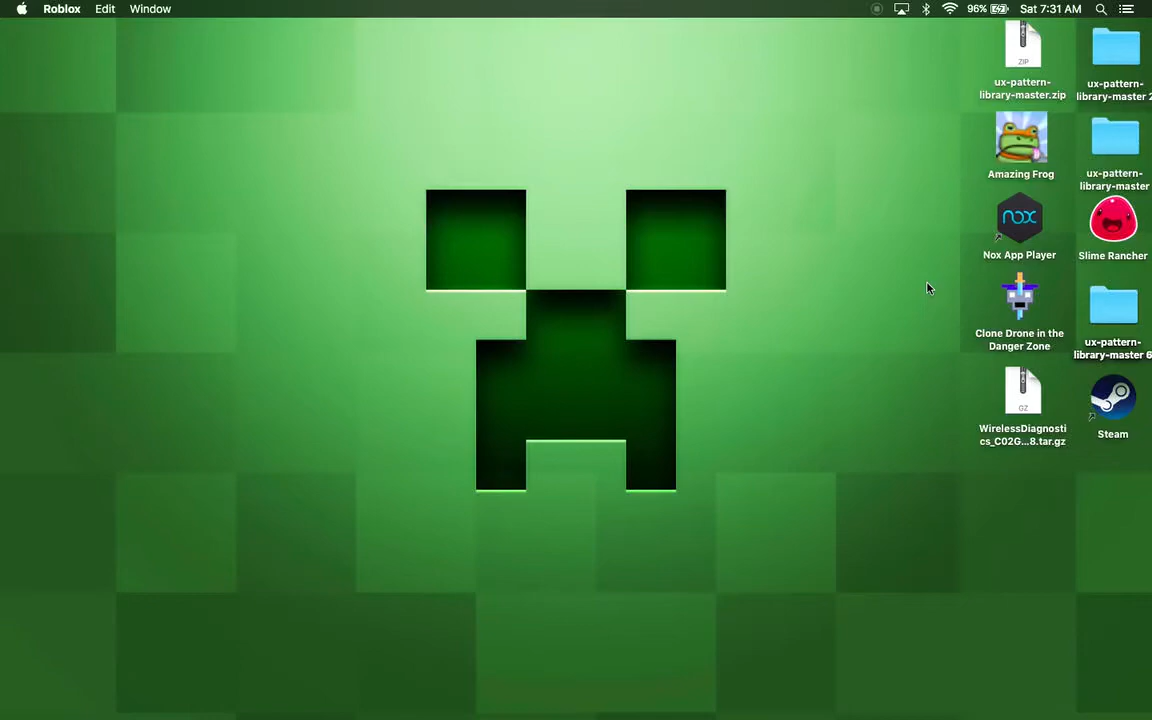 Roblox Edit Window 96% Sat 7:31 AM
ZIP
ux-pattern-
library-master.zip
ux-pattern-
library-master 2
Amazing Frog
ux-pattern-
library-master
nox
Nox App Player
Slime Rancher
Clone Drone in the
Danger Zone
ux-pattern-
library-master 6
GZ
WirelessDiagnosti
cs_C02G...8.tar.gz
Steam